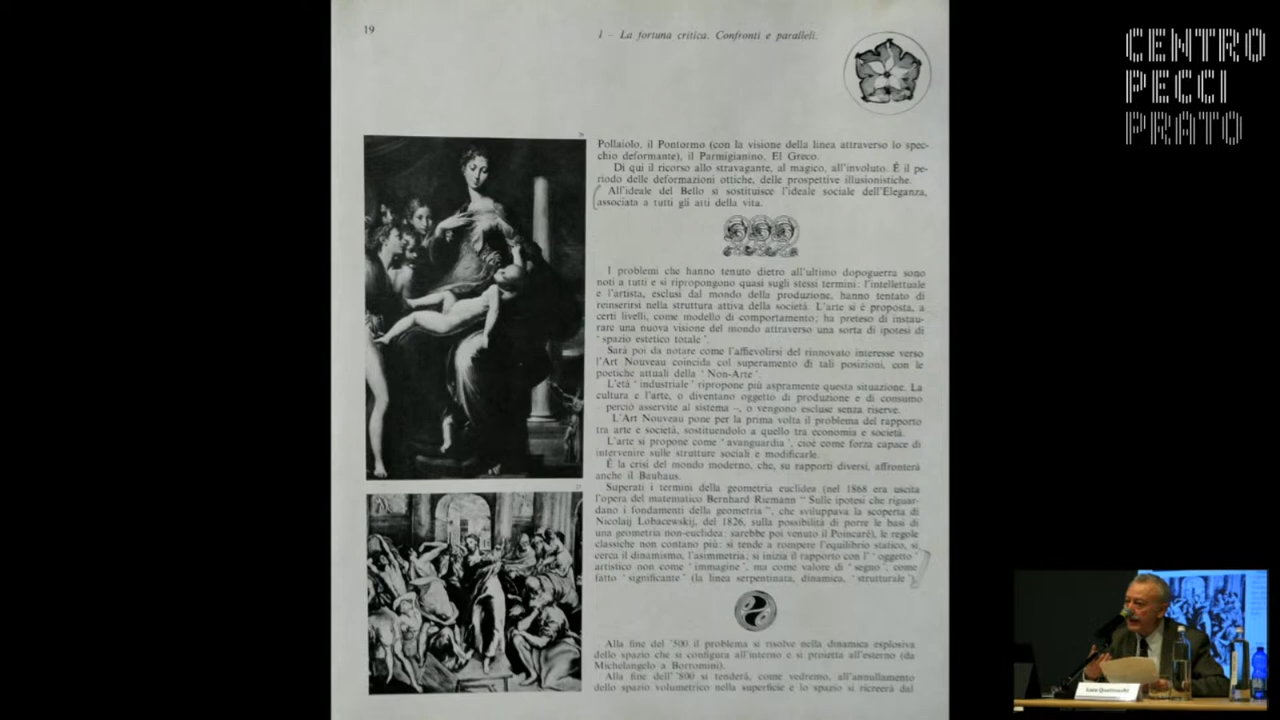 19
1 – La fortuna critica. Confronti e paralleli.
CENTRO
PECCI
PRATO
26
Pollaiolo, il Pontormo (con la visione della linea attraverso lo spec-
chio deformante), il Parmigianino, El Greco.
Di qui il ricorso allo stravagante, al magico, all'involuto. È il pe-
riodo delle deformazioni ottiche, delle prospettive illusionistiche.
All'ideale del Bello si sostituisce l'ideale sociale dell'Eleganza,
associata a tutti gli atti della vita.
I problemi che hanno tenuto dietro all'ultimo dopoguerra sono
noti a tutti e si ripropongono quasi sugli stessi termini: l'intellettuale
e l'artista, esclusi dal mondo della produzione, hanno tentato di
reinserirsi nella struttura attiva della società. L'arte si è proposta, a
certi livelli, come modello di comportamento; ha preteso di instau-
rare una nuova visione del mondo attraverso una sorta di ipotesi di
' spazio estetico totale '.
Sarà poi da notare come l'affievolirsi del rinnovato interesse verso
l'Art Nouveau coincida col superamento di tali posizioni, con le
poetiche attuali della ' Non-Arte '.
L'età ' industriale ' ripropone più aspramente questa situazione. La
cultura e l'arte, o diventano oggetto di produzione e di consumo
perciò asservite al sistema –, o vengono escluse senza riserve.
L'Art Nouveau pone per la prima volta il problema del rapporto
tra arte e società, sostituendolo a quello tra economia e società.
L'arte si propone come ' avanguardia ', cioè come forza capace di
intervenire sulle strutture sociali e modificarle.
È la crisi del mondo moderno, che, su rapporti diversi, affronterà
anche il Bauhaus.
Superati i termini della geometria euclidea (nel 1868 era uscita
l'opera del matematico Bernhard Riemann " Sulle ipotesi che riguar-
dano i fondamenti della geometria ", che sviluppava la scoperta di
Nicolaij Lobacewskij, del 1826, sulla possibilità di porre le basi di
una geometria non-euclidea: sarebbe poi venuto il Poincarè), le regole
classiche non contano più: si tende a rompere l'equilibrio statico, si
cerca il dinamismo, l'asimmetria; si inizia il rapporto con l' ' oggetto '
artistico non come ' immagine ', ma come valore di ' segno ', come
fatto ' significante ' (la linea serpentinata, dinamica, ' strutturale ').
Alla fine del '500 il problema si risolve nella dinamica esplosiva
dello spazio che si configura all'interno e si proietta all'esterno (da
Michelangelo a Borromini).
Alla fine dell'800 si tenderà, come vedremo, all'annullamento
dello spazio volumetrico nella superficie e lo spazio si ricreerà dal